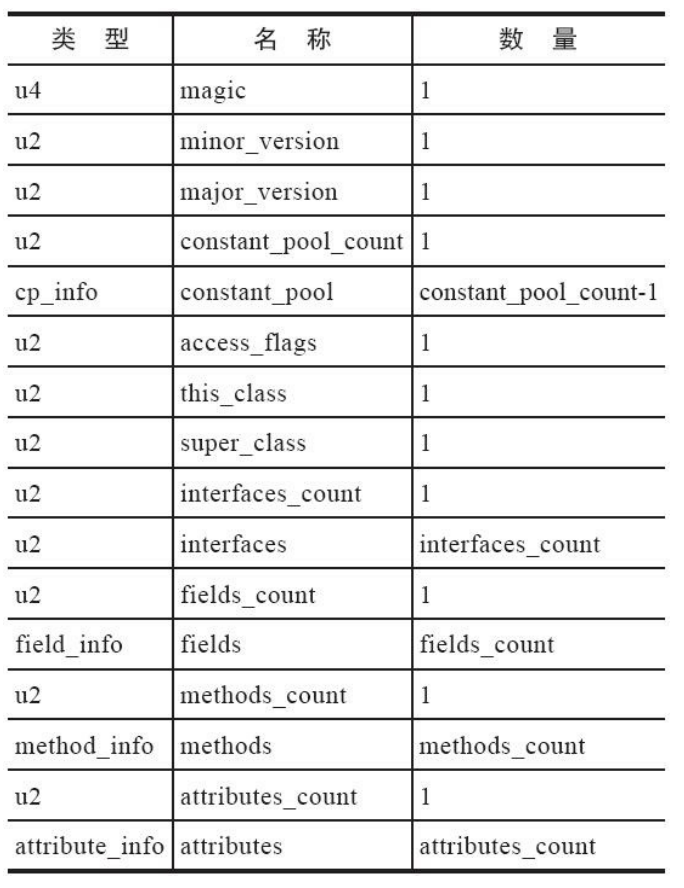 类 型 名 称 数 量
u4 magic 1
u2 minor_version 1
u2 major_version 1
u2 constant_pool_count 1
cp_info constant_pool constant_pool_count-1
u2 access_flags 1
u2 this_class 1
u2 super_class 1
u2 interfaces_count 1
u2 interfaces interfaces_count
u2 fields_count 1
field_info fields fields_count
u2 methods_count 1
method_info methods methods_count
u2 attributes_count 1
attribute_info attributes attributes_count